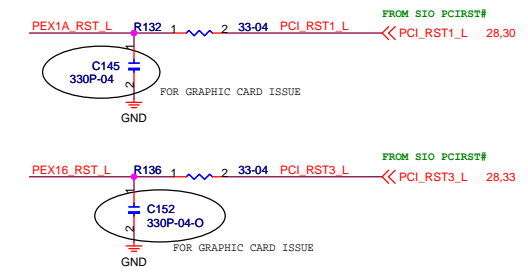 FROM SIO PCIRST#
PEX1A_RST_L R132 1 2 33-04 PCI_RST1_L PCI_RST1_L 28,30
1
C145
330P-04
2
FOR GRAPHIC CARD ISSUE
GND
FROM SIO PCIRST#
PEX16_RST_L R136 1 2 33-04 PCI_RST3_L PCI_RST3_L 28,33
1
C152
330P-04-O
2
FOR GRAPHIC CARD ISSUE
GND